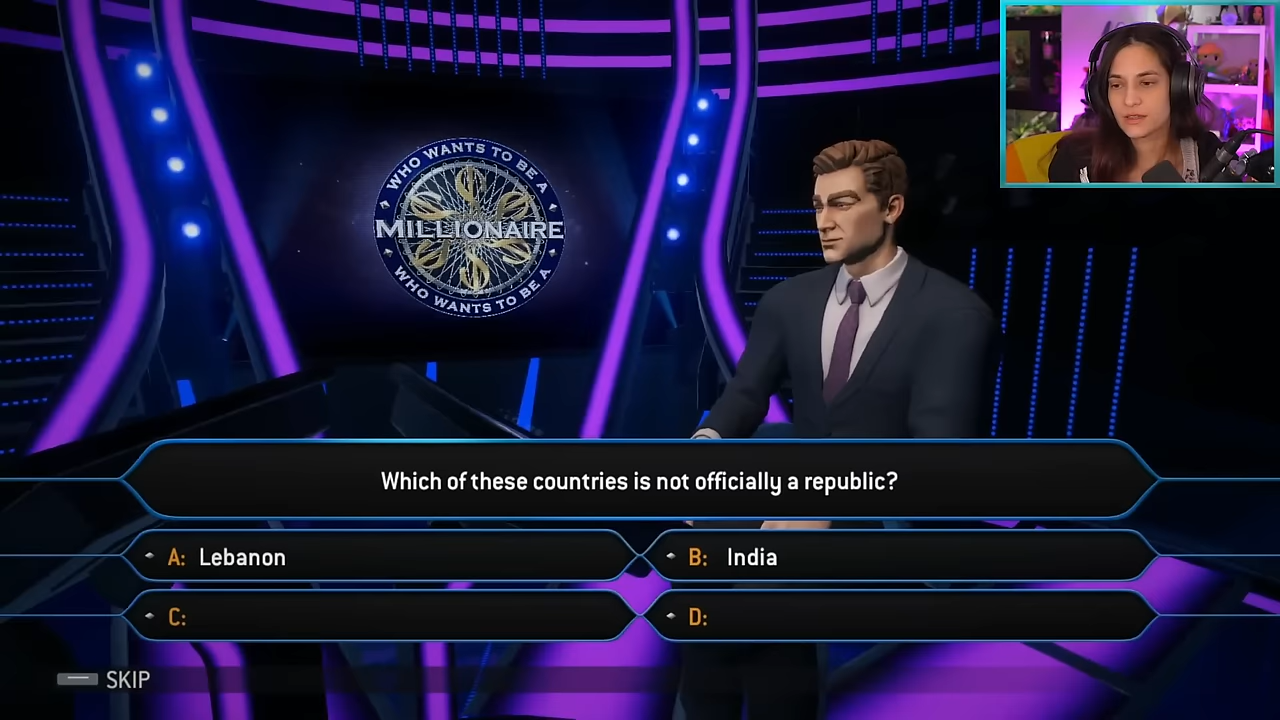 WHO WANTS TO BE A
MILLIONAIRE
WHO WANTS TO BE A
Which of these countries is not officially a republic?
A: Lebanon
B: India
C:
D:
SKIP